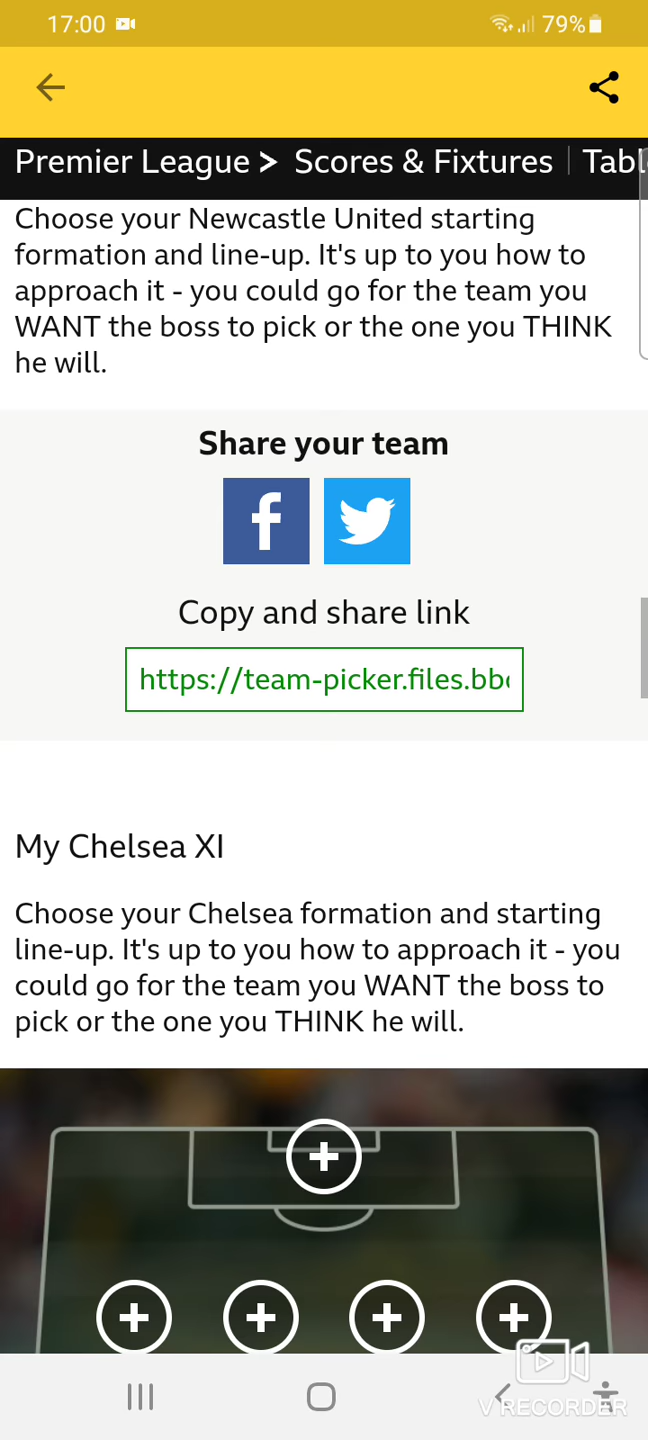 17:00
79%
Premier League > Scores & Fixtures
Choose your Newcastle United starting
formation and line-up. It's up to you how to
approach it - you could go for the team you
WANT the boss to pick or the one you THINK
he will.
Share your team
Copy and share link
https://team-picker.files.bb
My Chelsea XI
Choose your Chelsea formation and starting
line-up. It's up to you how to approach it - you
could go for the team you WANT the boss to
pick or the one you THINK he will.
V RECORDER